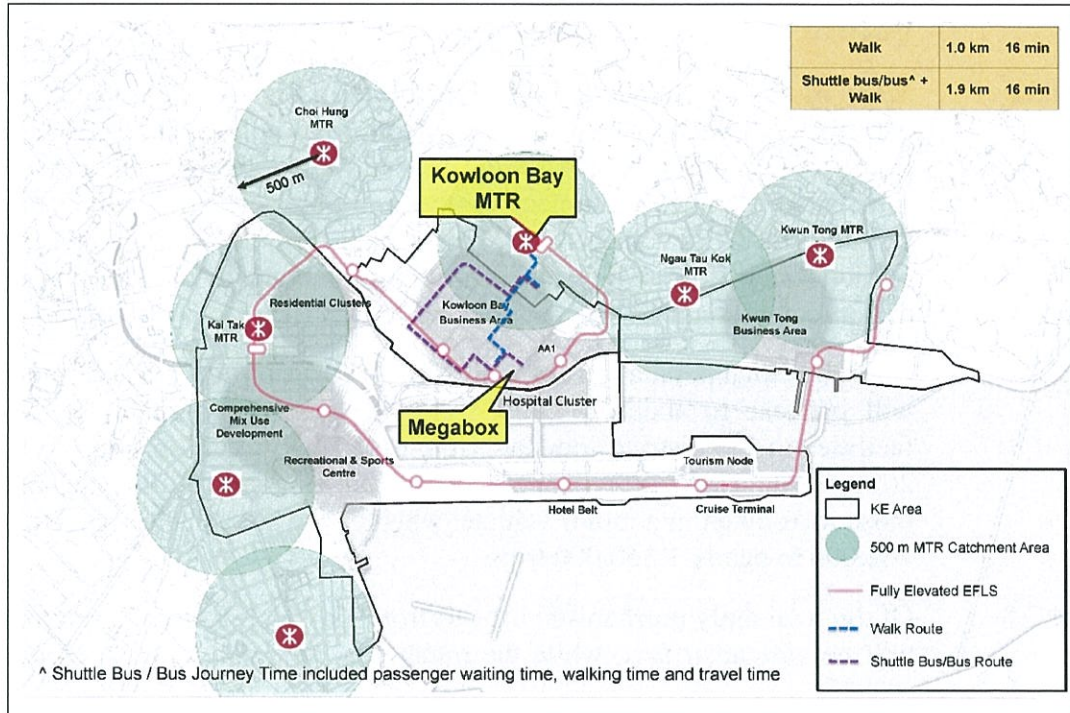 Walk 1.0 km 16 min
Shuttle bus/bus^ +
Walk 1.9 km 16 min
Choi Hung
MTR
500 m
Kowloon Bay
MTR
Kwun Tong MTR
Ngau Tau Kok
MTR
Residential Clusters
Kowloon Bay
Business Area
Kwun Tong
Business Area
Kai Tak
MTR
AA1
Hospital Cluster
Megabox
Comprehensive
Mix Use
Development
Recreational & Sports
Centre
Tourism Node
Hotel Belt
Cruise Terminal
Legend
KE Area
500 m MTR Catchment Area
Fully Elevated EFLS
Walk Route
Shuttle Bus/Bus Route
^ Shuttle Bus / Bus Journey Time included passenger waiting time, walking time and travel time